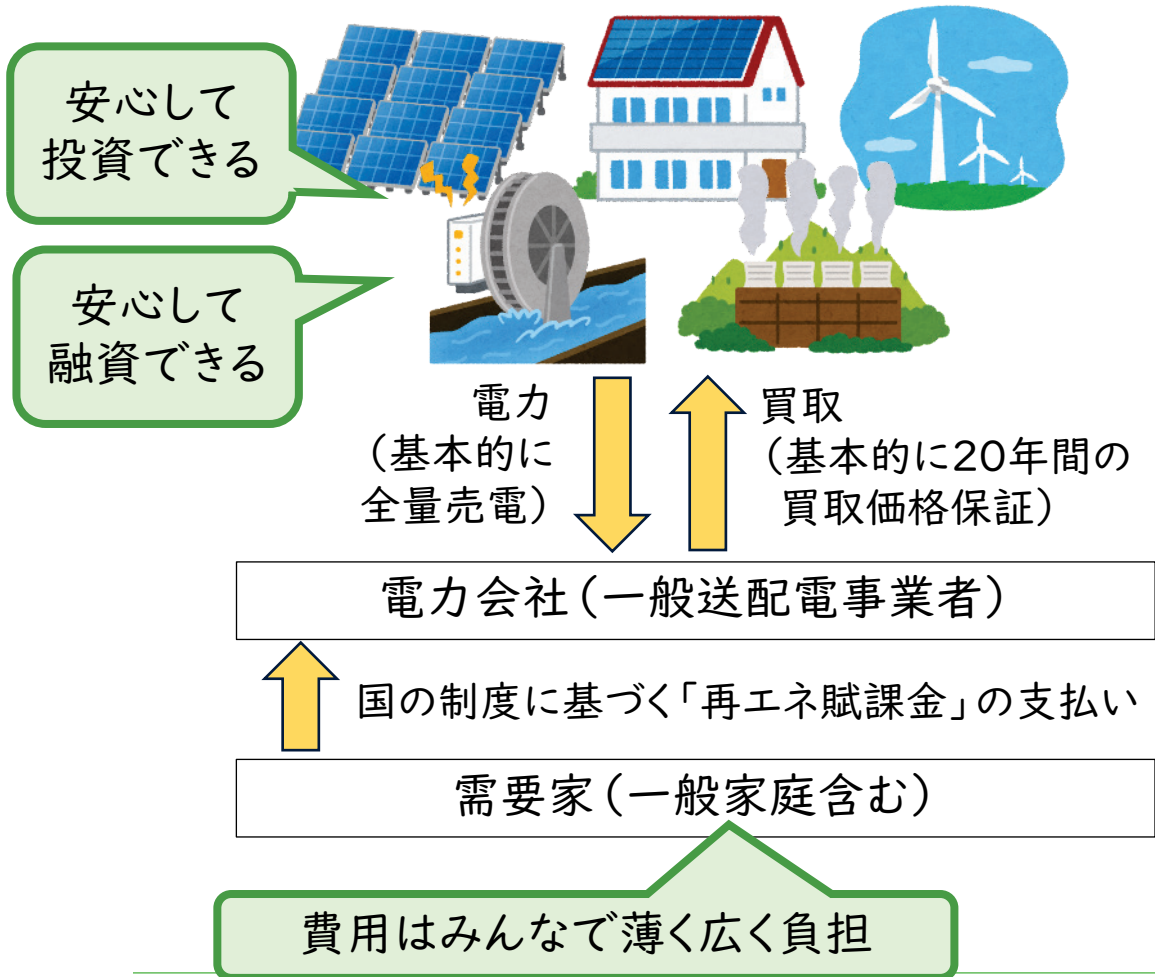 安心して
投資できる
安心して
融資できる
電力
(基本的に
全量売電)
買取
(基本的に20年間の
買取価格保証)
電力会社(一般送配電事業者)
国の制度に基づく「再エネ賦課金」の支払い
需要家(一般家庭含む)
費用はみんなで薄く広く負担